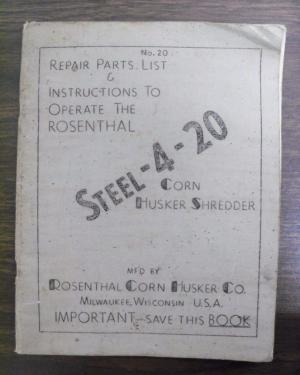 No. 20
REPAIR PARTS. LIST
&
INSTRUCTIONS TO
OPERATE THE
ROSENTHAL
STEEL-4-20
CORN
HUSKER SHREDDER
MF'D BY
ROSENTHAL CORN HUSKER CO.
MILWAUKEE, WISCONSIN U.S.A.
IMPORTANT-SAVE THIS BOOK